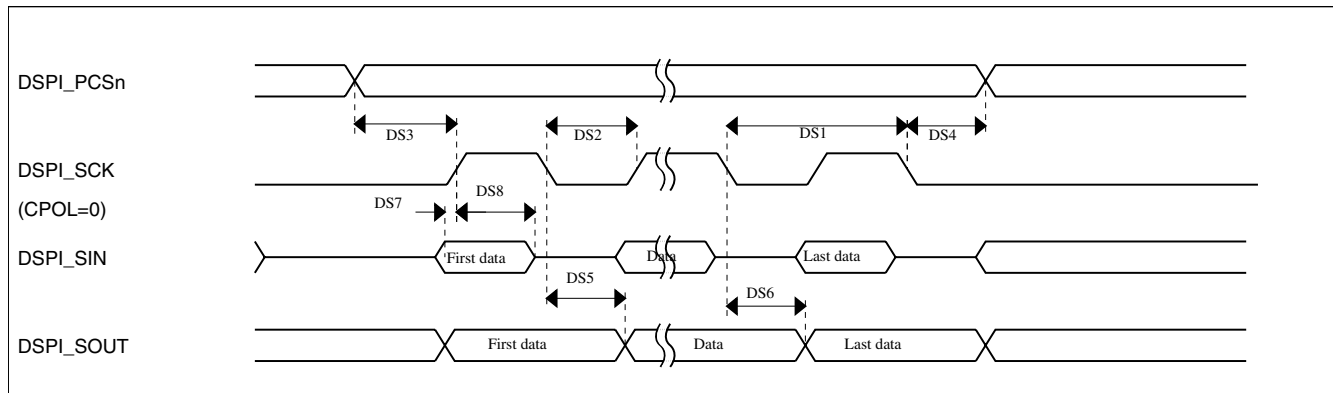 DSPI_PCSn
DS3
DS2
DS1
DS4
DSPI_SCK
(CPOL=0)
DS7
DS8
DSPI_SIN
First data
Data
Last data
DS5
DS6
DSPI_SOUT
First data
Data
Last data